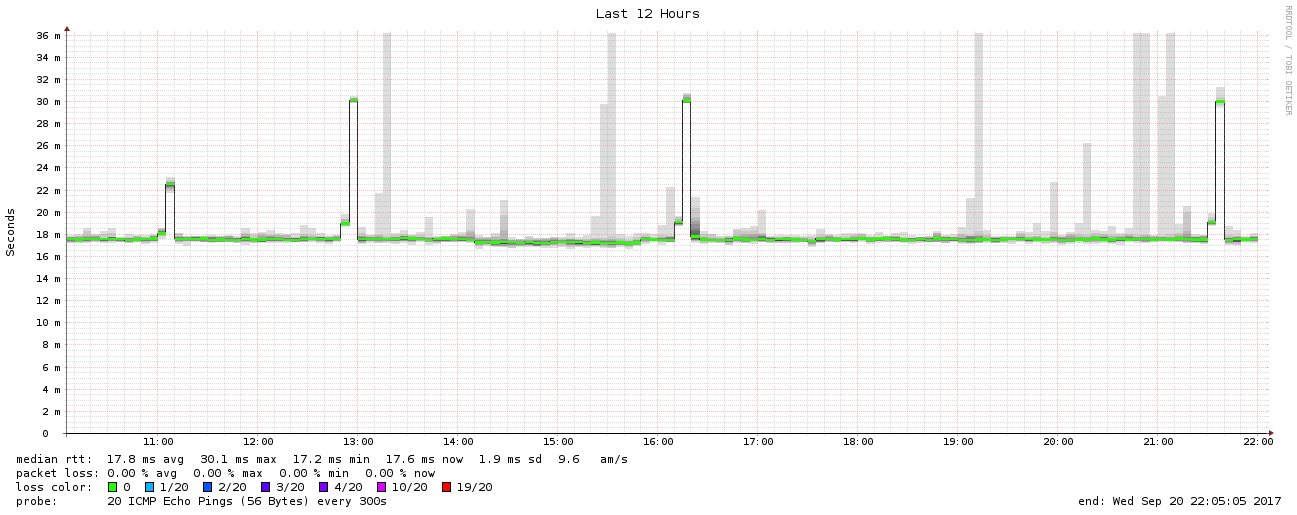 Last 12 Hours
RRDTOOL / TOBI OETIKER
Seconds
36 m
34 m
32 m
30 m
28 m
26 m
24 m
22 m
20 m
18 m
16 m
14 m
12 m
10 m
8 m
6 m
4 m
2 m
0
11:00 12:00 13:00 14:00 15:00 16:00 17:00 18:00 19:00 20:00 21:00 22:00
median rtt: 17.8 ms avg 30.1 ms max 17.2 ms min 17.6 ms now 1.9 ms sd 9.6 am/s
packet loss: 0.00 % avg 0.00 % max 0.00 % min 0.00 % now
loss color: 0 1/20 2/20 3/20 4/20 10/20 19/20
probe: 20 ICMP Echo Pings (56 Bytes) every 300s end: Wed Sep 20 22:05:05 2017